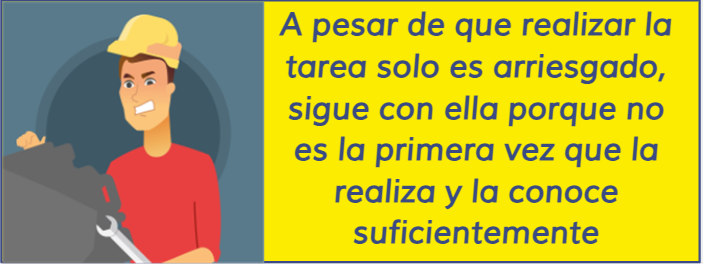 A pesar de que realizar la
tarea solo es arriesgado,
sigue con ella porque no
es la primera vez que la
realiza y la conoce
suficientemente